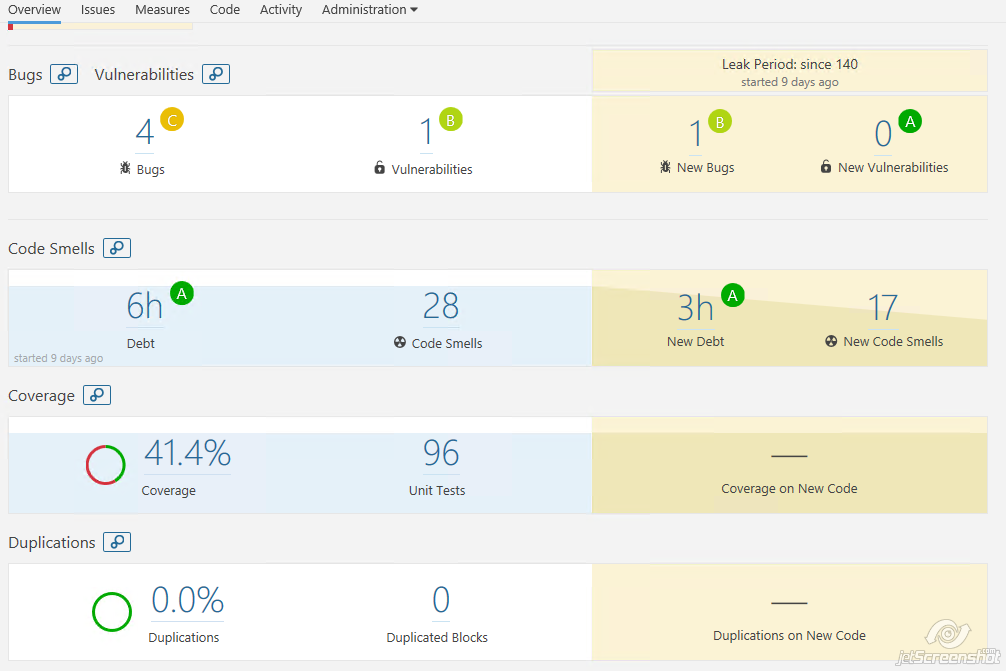 Overview Issues Measures Code Activity Administration
Bugs Vulnerabilities
Leak Period: since 140
started 9 days ago
4 C
Bugs
1 B
Vulnerabilities
1 B
New Bugs
0 A
New Vulnerabilities
Code Smells
6h A
Debt
started 9 days ago
28
Code Smells
3h A
New Debt
17
New Code Smells
Coverage
41.4%
Coverage
96
Unit Tests
—
Coverage on New Code
Duplications
0.0%
Duplications
0
Duplicated Blocks
—
Duplications on New Code
jetScreenshot
.com